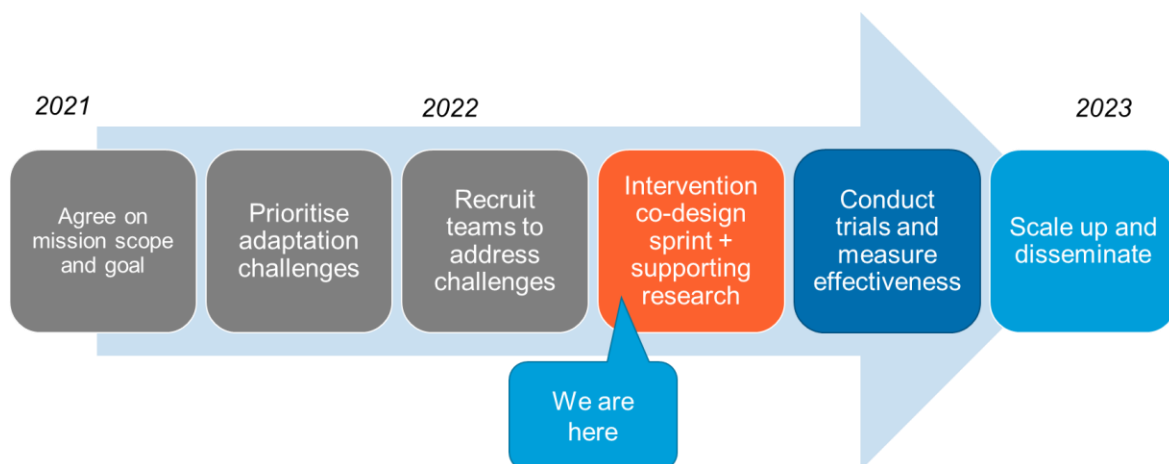 2021
2022
2023
Agree on
mission scope
and goal
Prioritise
adaptation
challenges
Recruit
teams to
address
challenges
Intervention
co-design
sprint +
supporting
research
Conduct
trials and
measure
effectiveness
Scale up and
disseminate
We are
here